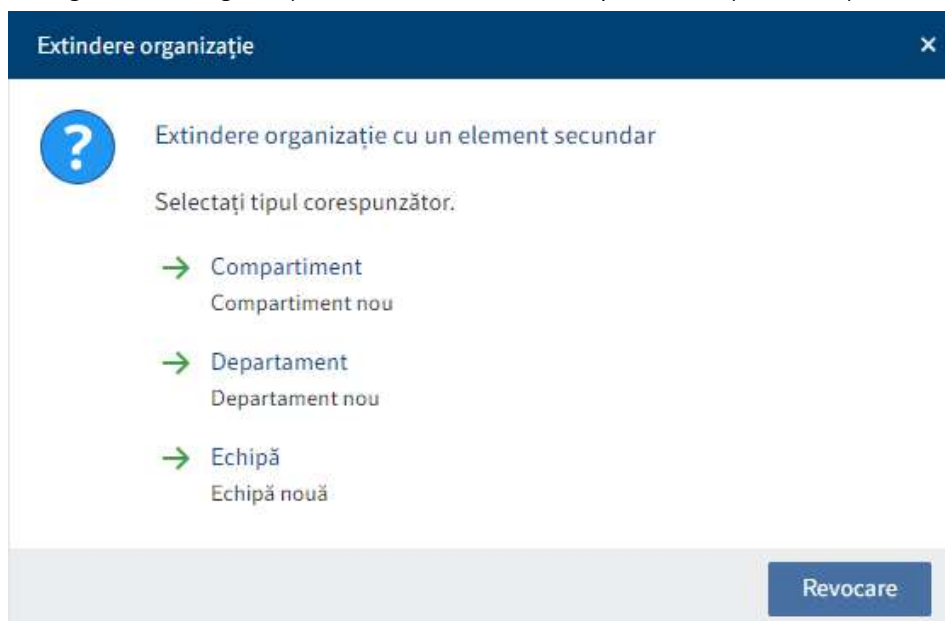 Extindere organizație
Extindere organizație cu un element secundar
Selectați tipul corespunzător.
Compartiment
Compartiment nou
Departament
Departament nou
Echipă
Echipă nouă
Revocare